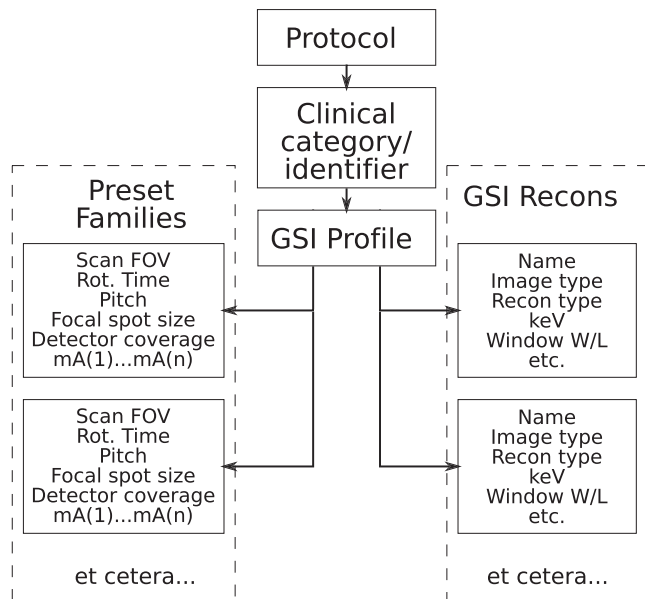 Protocol
Clinical
category/
identifier
GSI Profile
Preset
Families
Scan FOV
Rot. Time
Pitch
Focal spot size
Detector coverage
mA(1)...mA(n)
Scan FOV
Rot. Time
Pitch
Focal spot size
Detector coverage
mA(1)...mA(n)
et cetera...
GSI Recons
Name
Image type
Recon type
keV
Window W/L
etc.
Name
Image type
Recon type
keV
Window W/L
etc.
et cetera...